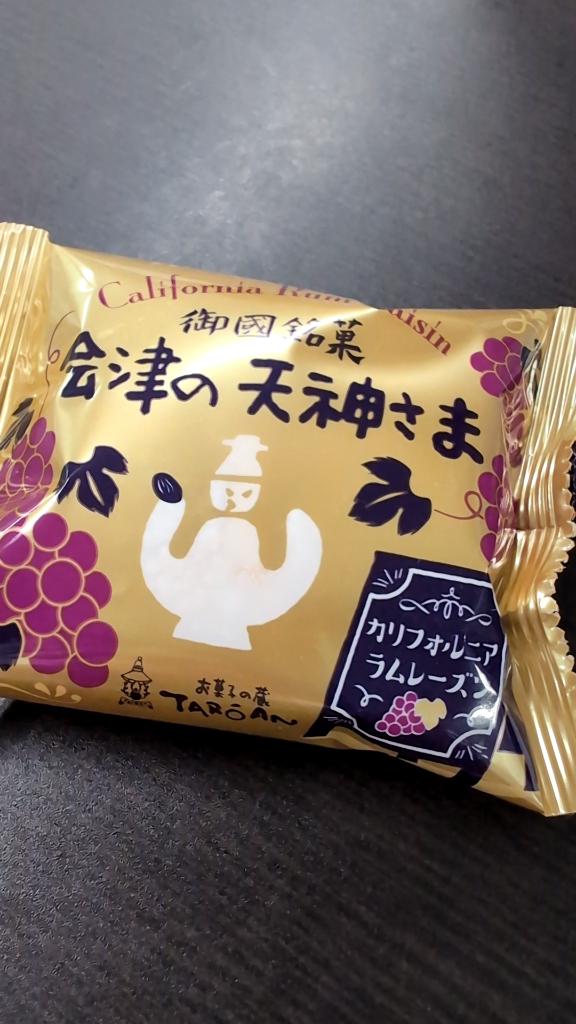 California Rum Raisin
御國銘菓
会津の天神さま
カリフォルニア
ラムレーズン
お菓子の蔵
TARŌAN